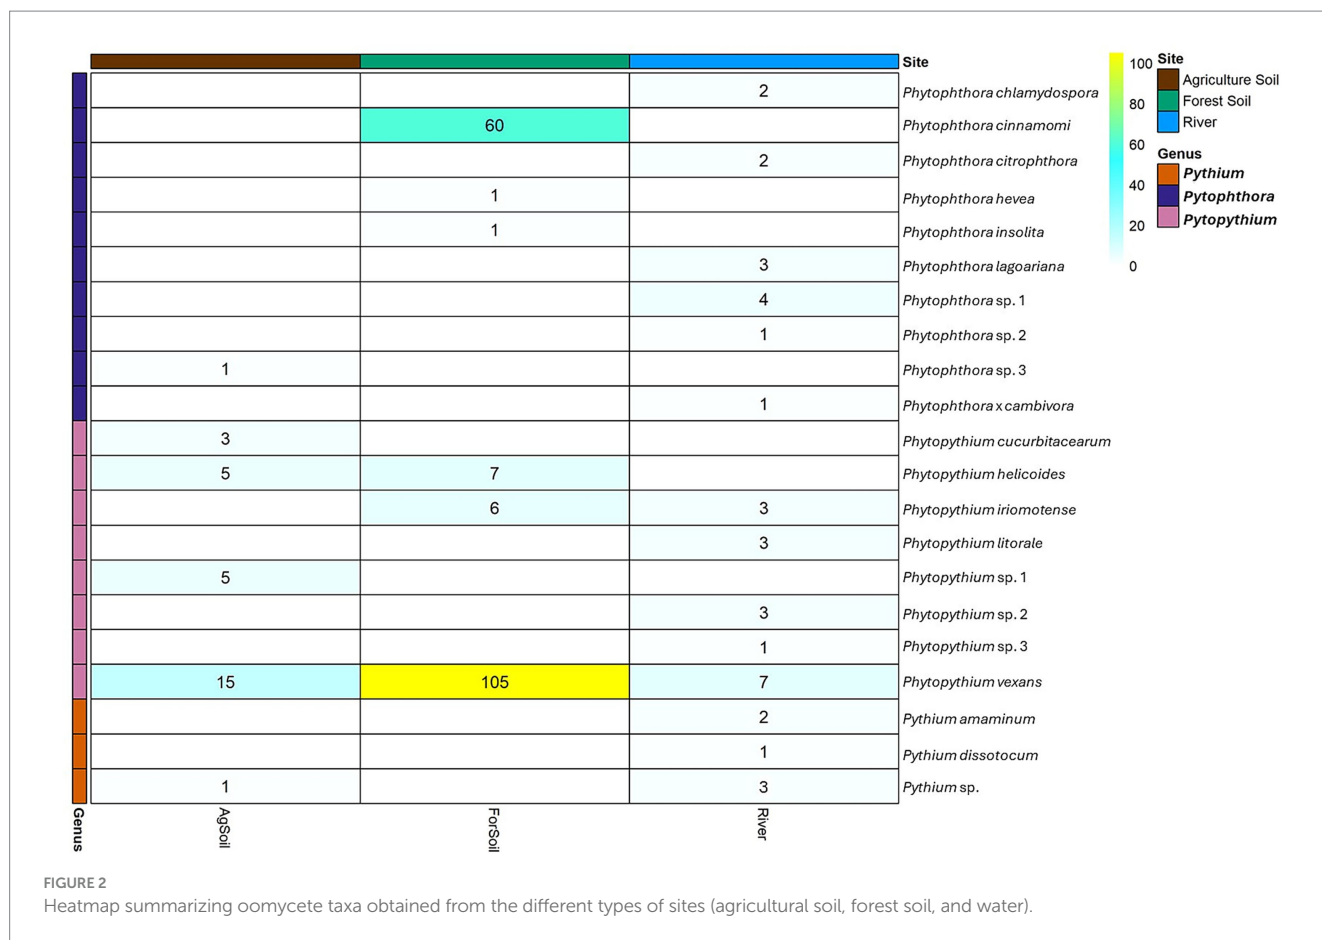 Site
2 Phytophthora chlamydospora
60 Phytophthora cinnamomi
2 Phytophthora citrophthora
1 Phytophthora hevea
1 Phytophthora insolita
3 Phytophthora lagoariana
4 Phytophthora sp. 1
1 Phytophthora sp. 2
1 Phytophthora sp. 3
1 Phytophthora x cambivora
3 Phytopythium cucurbitacearum
5 7 Phytopythium helicoides
6 3 Phytopythium iriomotense
3 Phytopythium litorale
5 Phytopythium sp. 1
3 Phytopythium sp. 2
1 Phytopythium sp. 3
15 105 7 Phytopythium vexans
2 Pythium amaminum
1 Pythium dissotocum
1 3 Pythium sp.
Genus
AgSoil
ForSoil
River
100
80
60
40
20
0
Site
Agriculture Soil
Forest Soil
River
Genus
Pythium
Pytophthora
Pytopythium
FIGURE 2
Heatmap summarizing oomycete taxa obtained from the different types of sites (agricultural soil, forest soil, and water).